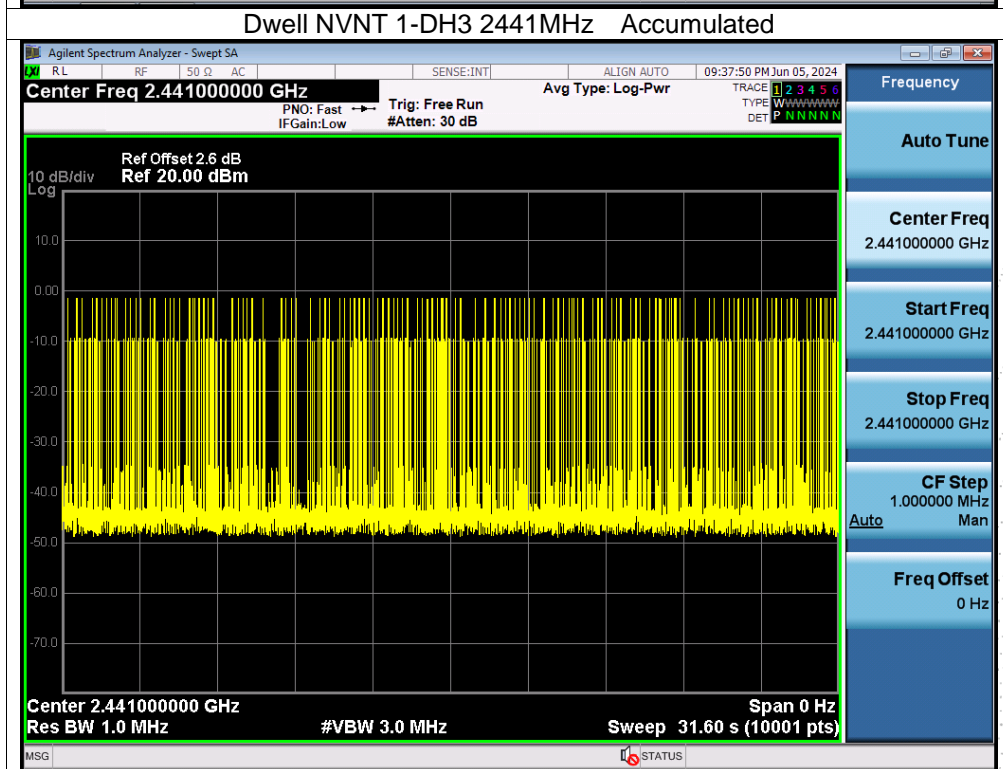 Dwell NVNT 1-DH3 2441MHz Accumulated
Agilent Spectrum Analyzer - Swept SA
LXI RL RF 50 Ω AC SENSE:INT ALIGN AUTO 09:37:50 PM Jun 05, 2024
Center Freq 2.441000000 GHz
PNO: Fast
IFGain:Low
Trig: Free Run
#Atten: 30 dB
Avg Type: Log-Pwr
TRACE 1 2 3 4 5 6
TYPE WWWWWWW
DET P N N N N N
Ref Offset 2.6 dB
10 dB/div Ref 20.00 dBm
Log
10.0
0.00
-10.0
-20.0
-30.0
-40.0
-50.0
-60.0
-70.0
Center 2.441000000 GHz Span 0 Hz
Res BW 1.0 MHz #VBW 3.0 MHz Sweep 31.60 s (10001 pts)
MSG STATUS
Frequency
Auto Tune
Center Freq
2.441000000 GHz
Start Freq
2.441000000 GHz
Stop Freq
2.441000000 GHz
CF Step
1.000000 MHz
Auto Man
Freq Offset
0 Hz